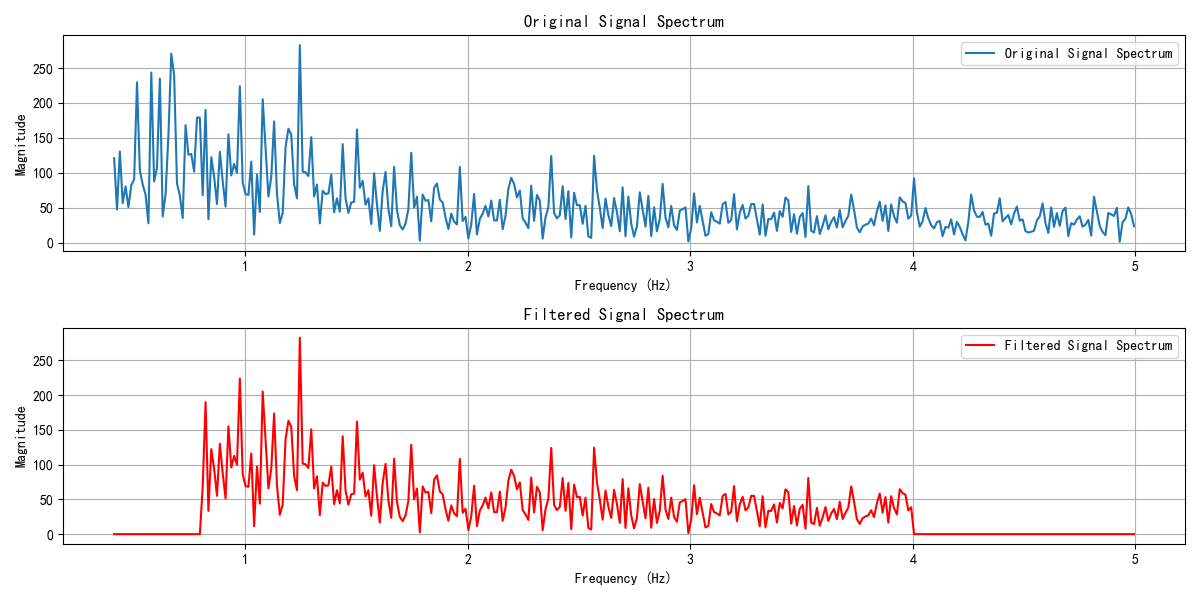 Original Signal Spectrum
Original Signal Spectrum
Magnitude
250
200
150
100
50
0
1 2 3 4 5
Frequency (Hz)
Filtered Signal Spectrum
Filtered Signal Spectrum
Magnitude
250
200
150
100
50
0
1 2 3 4 5
Frequency (Hz)